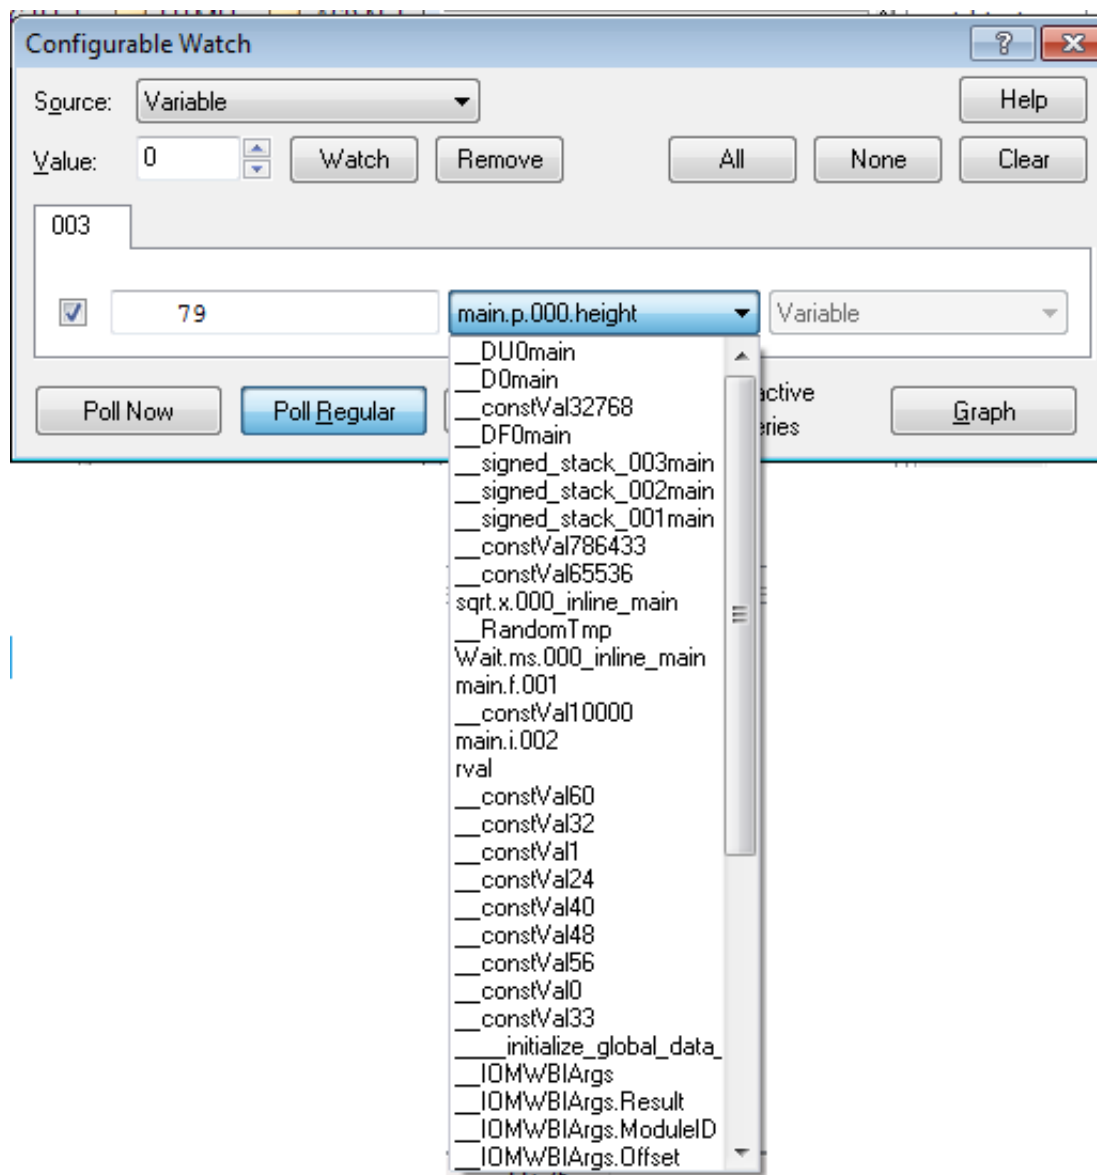 Configurable Watch
Source: Variable Help
Value: 0 Watch Remove All None Clear
003
79 main.p.000.height Variable
__DU0main
__D0main
__constVal32768
__DF0main
__signed_stack_003main
__signed_stack_002main
__signed_stack_001main
__constVal786433
__constVal65536
sqrt.x.000_inline_main
__RandomTmp
Wait.ms.000_inline_main
main.f.001
__constVal10000
main.i.002
rval
__constVal60
__constVal32
__constVal1
__constVal24
__constVal40
__constVal48
__constVal56
__constVal0
__constVal33
____initialize_global_data_
__IOMWBIArgs
__IOMWBIArgs.Result
__IOMWBIArgs.ModuleID
__IOMWBIArgs.Offset
Poll Now Poll Regular active Graph
eries